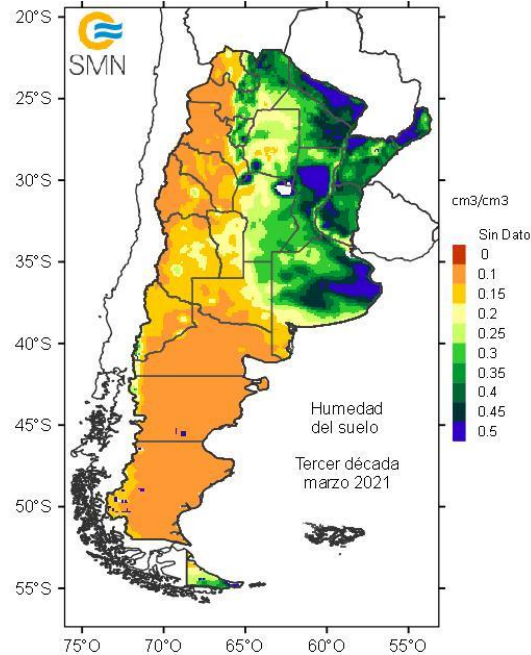 SMN
20°S
25°S
30°S
35°S
40°S
45°S
50°S
55°S
75°O 70°O 65°O 60°O 55°O
cm3/cm3
Sin Dato
0
0.1
0.15
0.2
0.25
0.3
0.35
0.4
0.45
0.5
Humedad
del suelo
Tercer década
marzo 2021